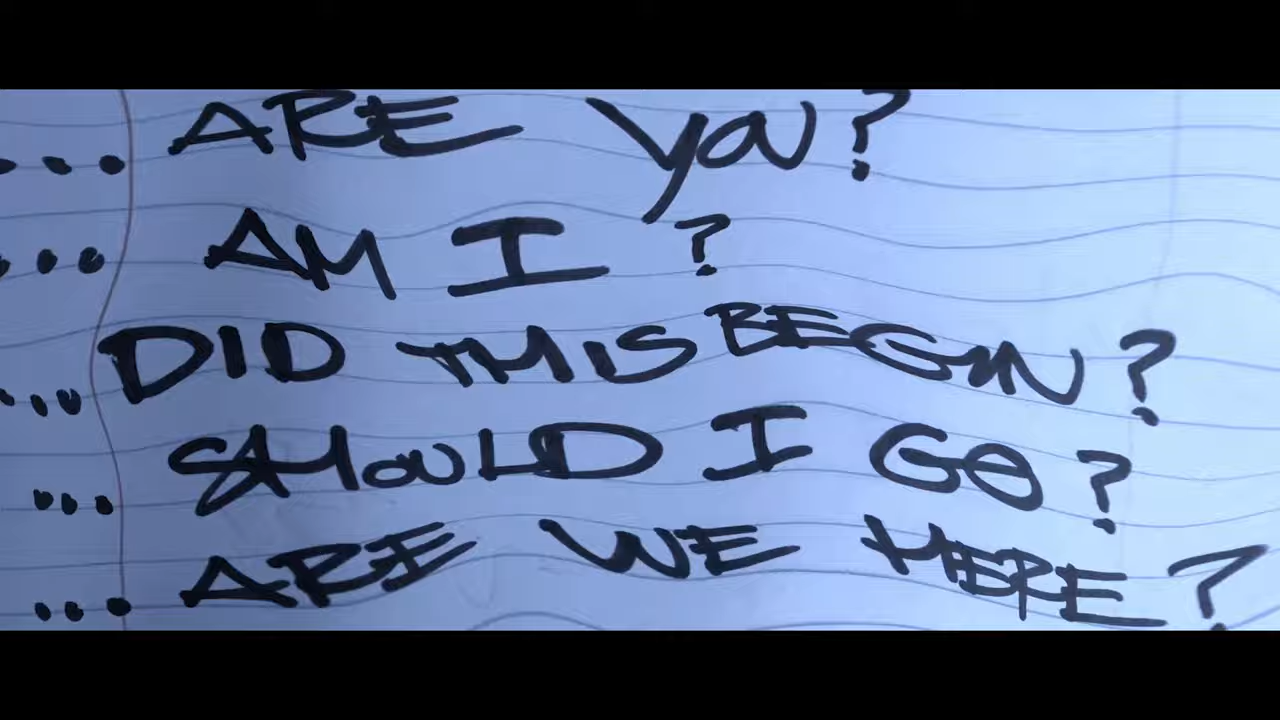 ... ARE YOU?
... AM I?
... DID THIS BEGIN?
... SHOULD I GO?
... ARE WE HERE?